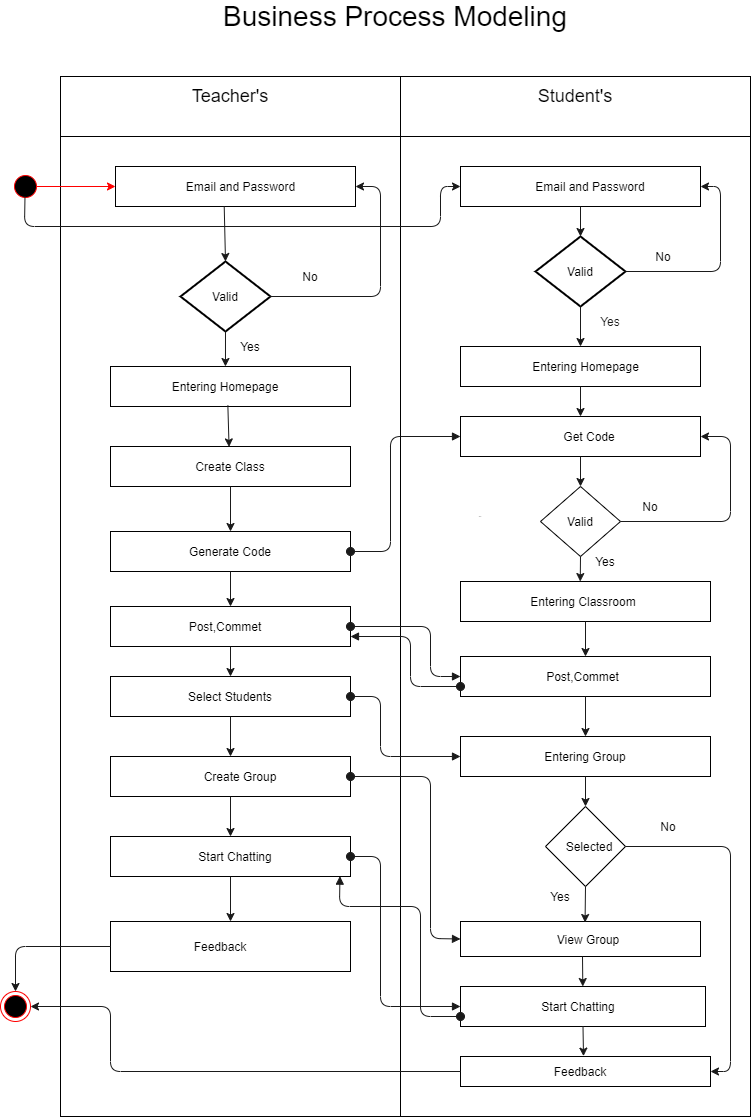 Business Process Modeling
Teacher's
Student's
Email and Password
Valid
No
Yes
Entering Homepage
Create Class
Generate Code
Post,Commet
Select Students
Create Group
Start Chatting
Feedback
Email and Password
Valid
No
Yes
Entering Homepage
Get Code
Valid
No
Yes
Entering Classroom
Post,Commet
Entering Group
Selected
No
Yes
View Group
Start Chatting
Feedback